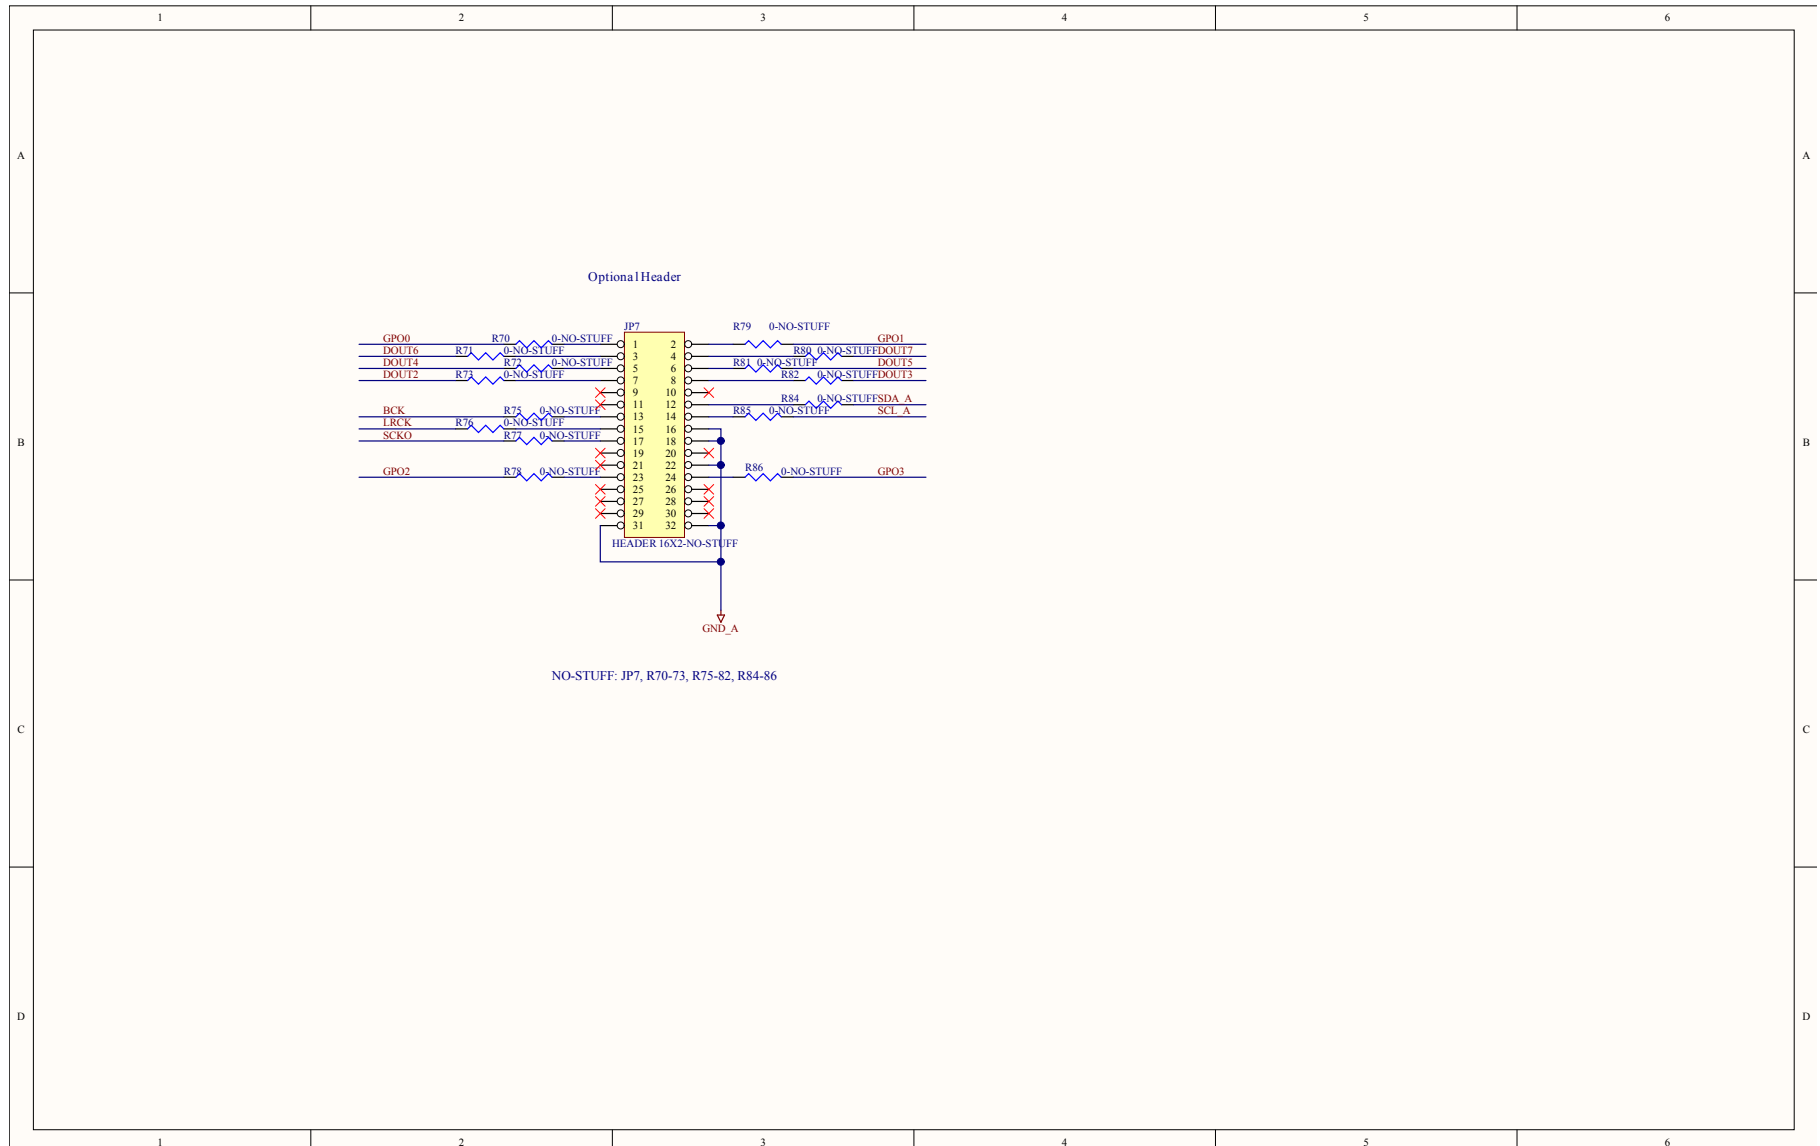 1 2 3 4 5 6
A A
Optional Header
JP7 R79 0-NO-STUFF
GPO0 R70 0-NO-STUFF 1 2 GPO1
DOUT6 R71 0-NO-STUFF 3 4 R80 0-NO-STUFF DOUT7
DOUT4 R72 0-NO-STUFF 5 6 R81 0-NO-STUFF DOUT5
DOUT2 R73 0-NO-STUFF 7 8 R82 0-NO-STUFF DOUT3
9 10
11 12 R84 0-NO-STUFF SDA_A
BCK R75 0-NO-STUFF 13 14 R85 0-NO-STUFF SCL_A
LRCK R76 0-NO-STUFF 15 16
SCKO R77 0-NO-STUFF 17 18
B B
19 20
21 22
GPO2 R78 0-NO-STUFF 23 24 R86 0-NO-STUFF GPO3
25 26
27 28
29 30
31 32
HEADER 16X2-NO-STUFF
GND_A
NO-STUFF: JP7, R70-73, R75-82, R84-86
C C
D D
1 2 3 4 5 6